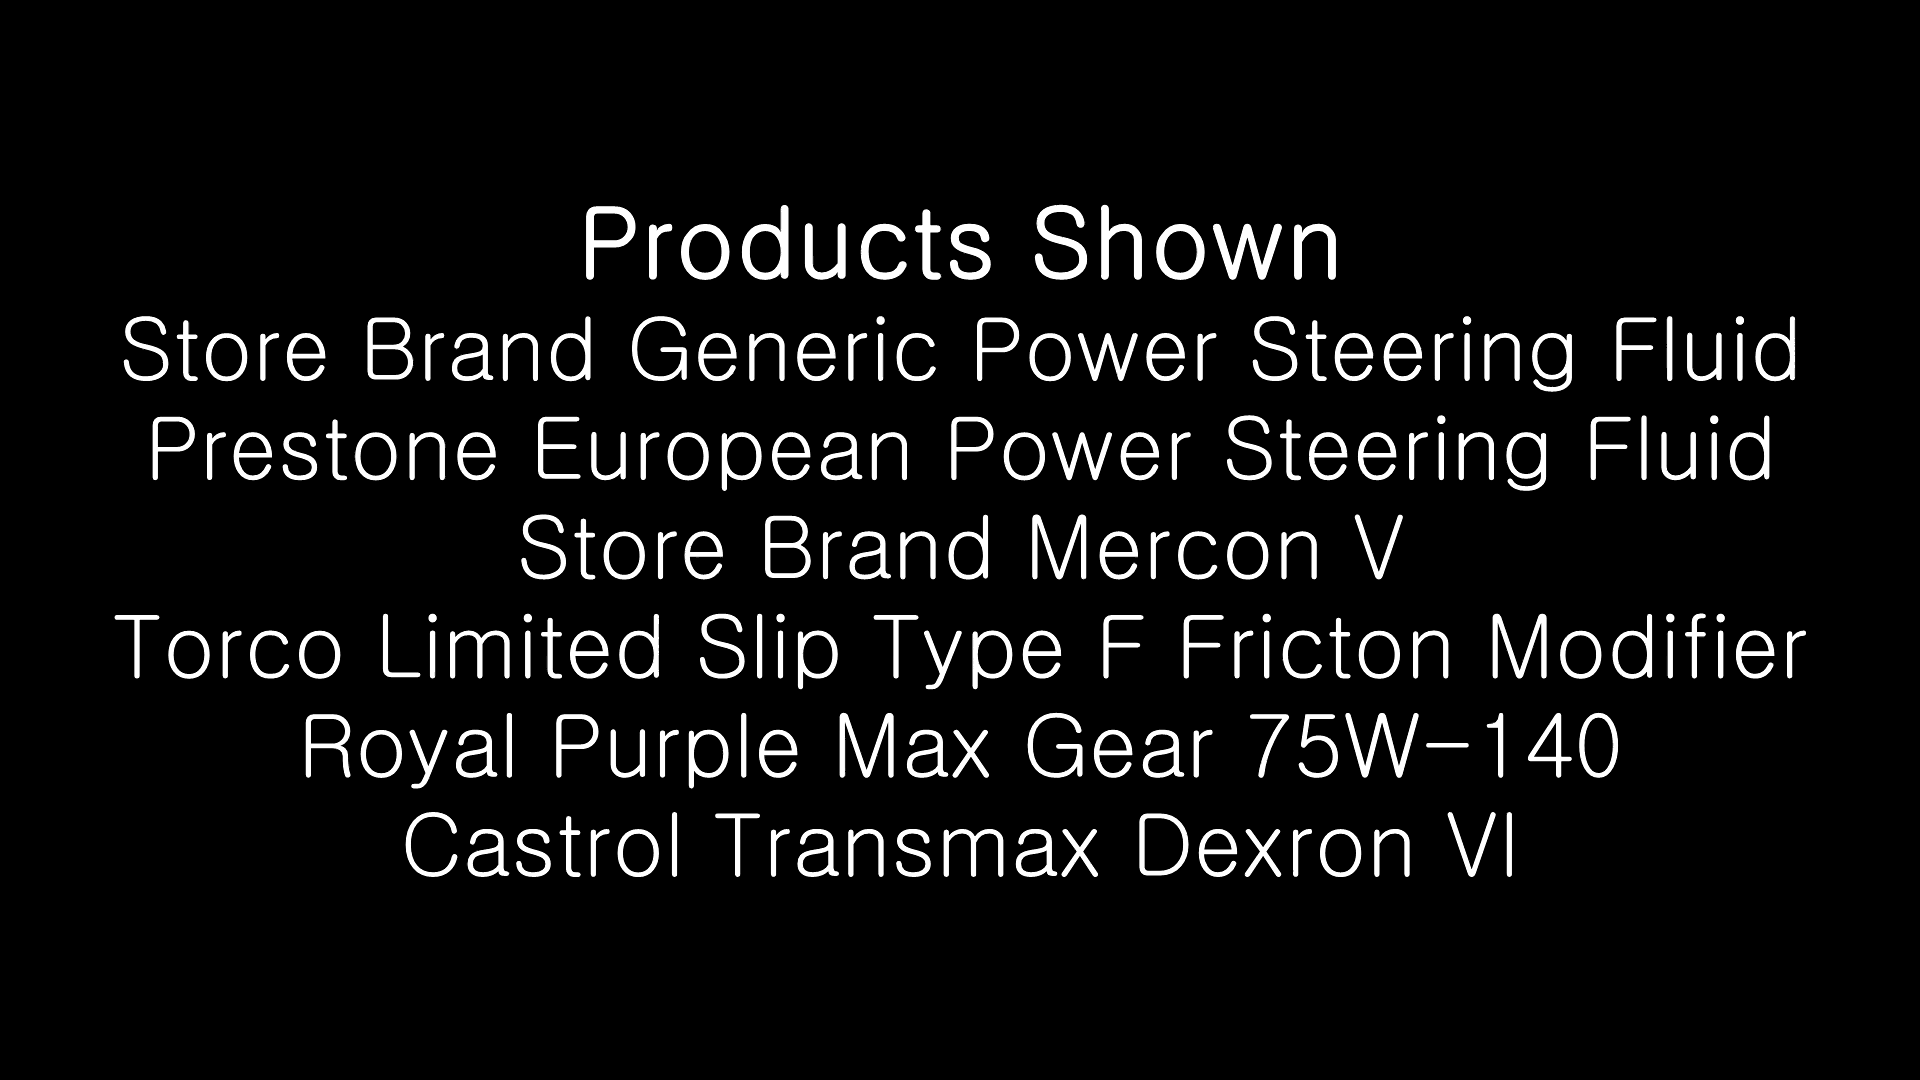 Products Shown
Store Brand Generic Power Steering Fluid
Prestone European Power Steering Fluid
Store Brand Mercon V
Torco Limited Slip Type F Fricton Modifier
Royal Purple Max Gear 75W-140
Castrol Transmax Dexron VI